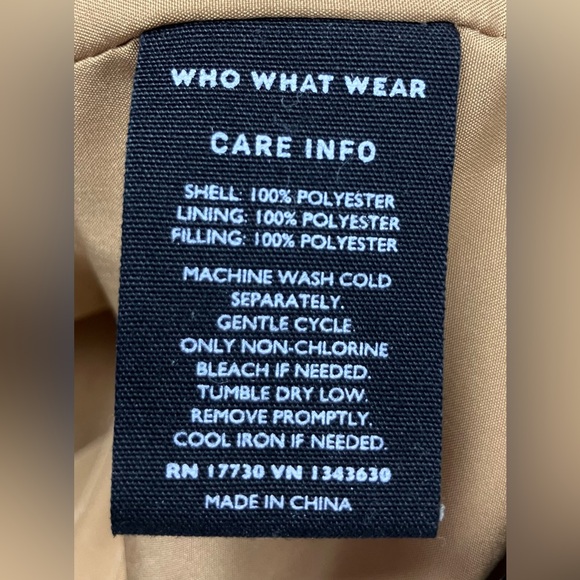 WHO WHAT WEAR
CARE INFO
SHELL: 100% POLYESTER
LINING: 100% POLYESTER
FILLING: 100% POLYESTER
MACHINE WASH COLD
SEPARATELY.
GENTLE CYCLE.
ONLY NON-CHLORINE
BLEACH IF NEEDED.
TUMBLE DRY LOW.
REMOVE PROMPTLY.
COOL IRON IF NEEDED.
RN 17730 VN 1343630
MADE IN CHINA